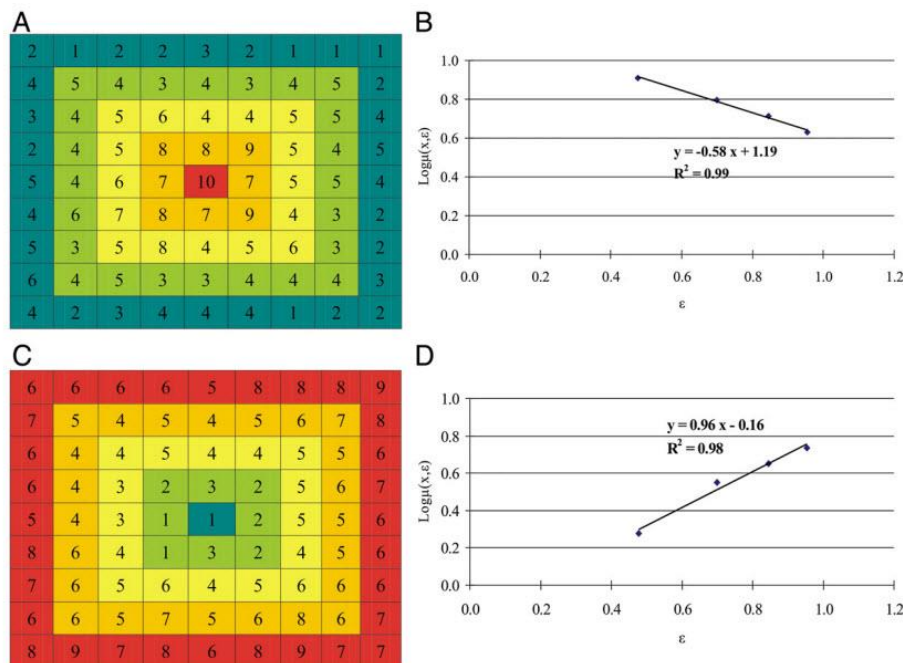 A
2 1 2 2 3 2 1 1 1
4 5 4 3 4 3 4 5 2
3 4 5 6 4 4 5 5 4
2 4 5 8 8 9 5 4 5
5 4 6 7 10 7 5 5 4
4 6 7 8 7 9 4 3 2
5 3 5 8 4 5 6 3 2
6 4 5 3 3 4 4 4 3
4 2 3 4 4 4 1 2 2
B
1.0
0.8
0.6
0.4
0.2
0.0
Logμ(x,ε)
y = -0.58 x + 1.19
R² = 0.99
0.0 0.2 0.4 0.6 0.8 1.0 1.2
ε
C
6 6 6 6 5 8 8 8 9
7 5 4 5 4 5 6 7 8
6 4 4 5 4 4 5 5 6
6 4 3 2 3 2 5 6 7
5 4 3 1 1 2 5 5 6
8 6 4 1 3 2 4 5 6
7 6 5 6 4 5 6 6 6
6 6 5 7 5 6 8 6 7
8 9 7 8 6 8 9 7 7
D
1.0
0.8
0.6
0.4
0.2
0.0
Logμ(x,ε)
y = 0.96 x - 0.16
R² = 0.98
0.0 0.2 0.4 0.6 0.8 1.0 1.2
ε